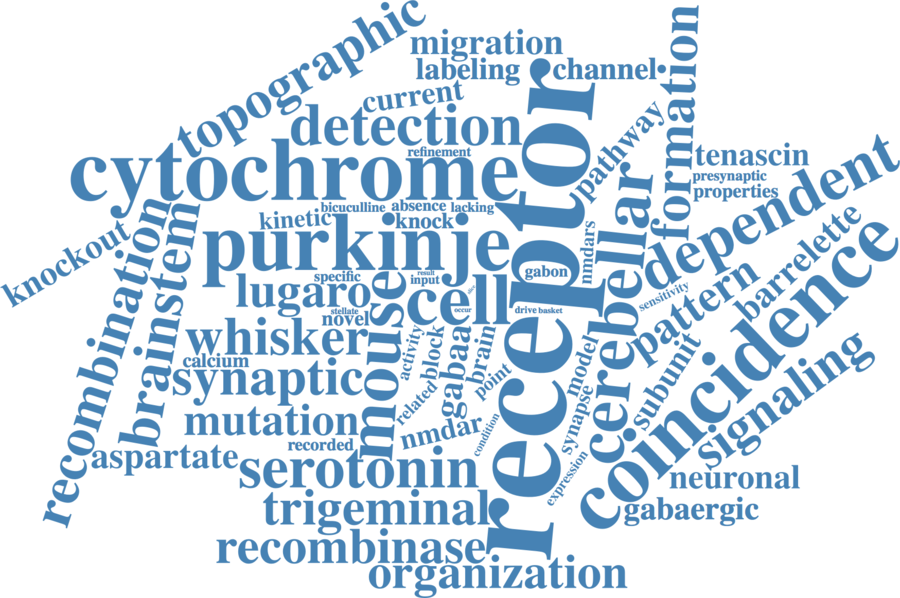 topographic
migration
labeling
channel
formation
current
detection
refinement
pathway
cytochrome
receptor
tenascin
presynaptic
properties
dependent
bicuculline
absence
lacking
kinetic
knock
knockout
recombination
brainstem
purkinje
nmdars
cerebellar
barrelette
gabon
specific
result
input
cell
lugaro
mouse
stellate
novel
occur
drive
basket
sensitivity
pattern
coincidence
whisker
calcium
synaptic
activity
block
gabaa
brain
point
model
subunit
signaling
mutation
related
nmdar
condition
synapse
recorded
aspartate
serotonin
expression
neuronal
trigeminal
gabaergic
recombinase
organization